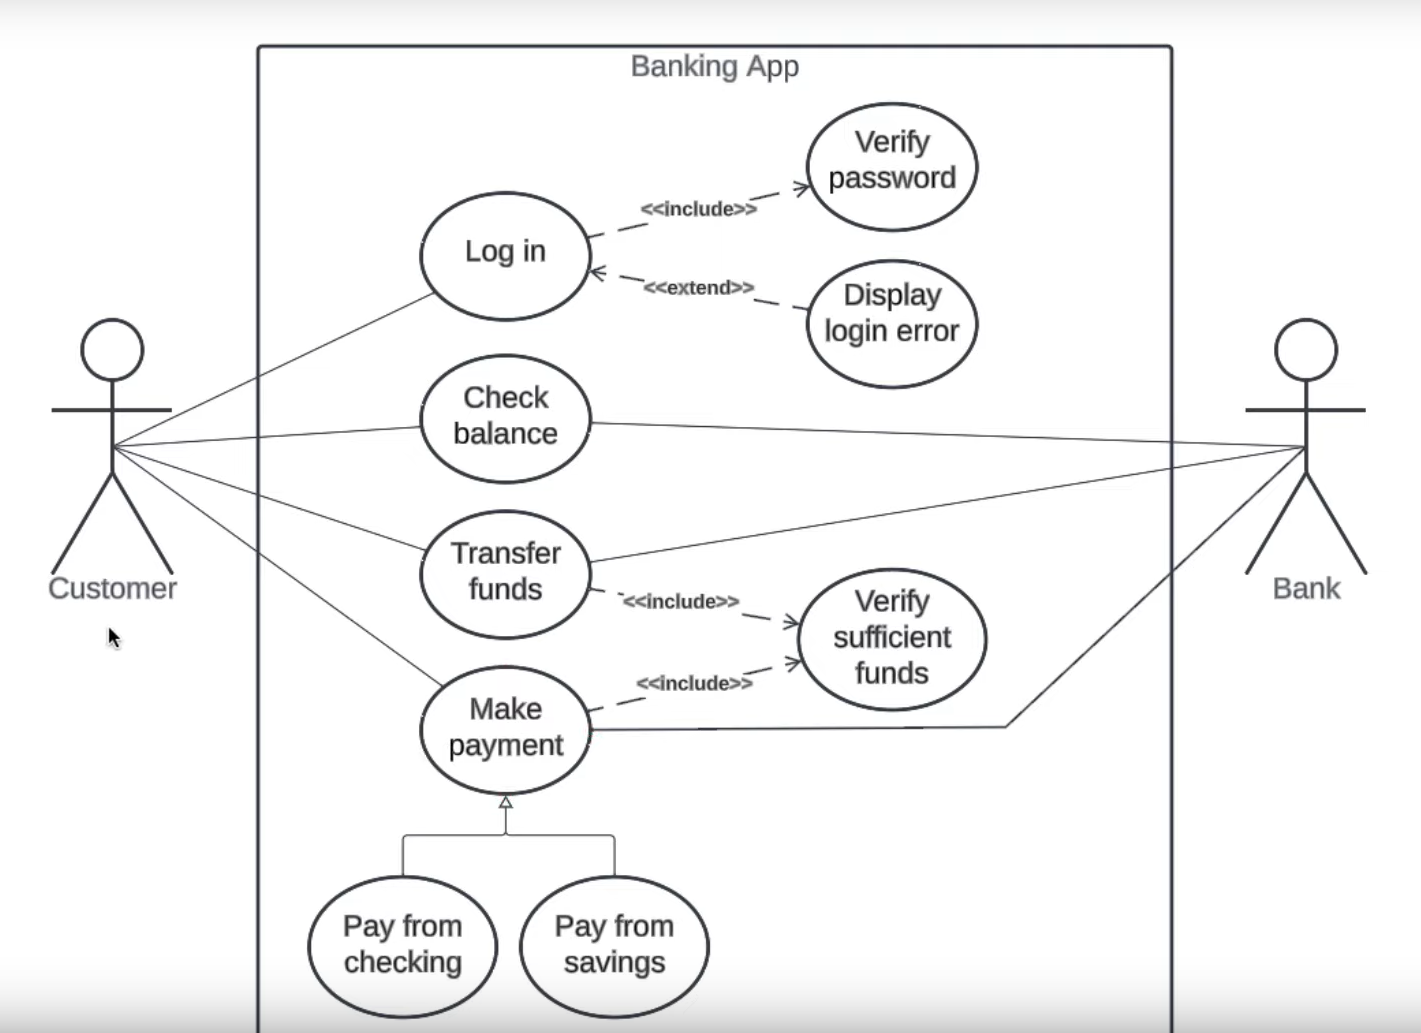 Banking App
Verify
password
<<include>>
Log in
<<extend>>
Display
login error
Check
balance
Customer
Bank
Transfer
funds
<<include>>
Verify
sufficient
funds
<<include>>
Make
payment
Pay from
checking
Pay from
savings